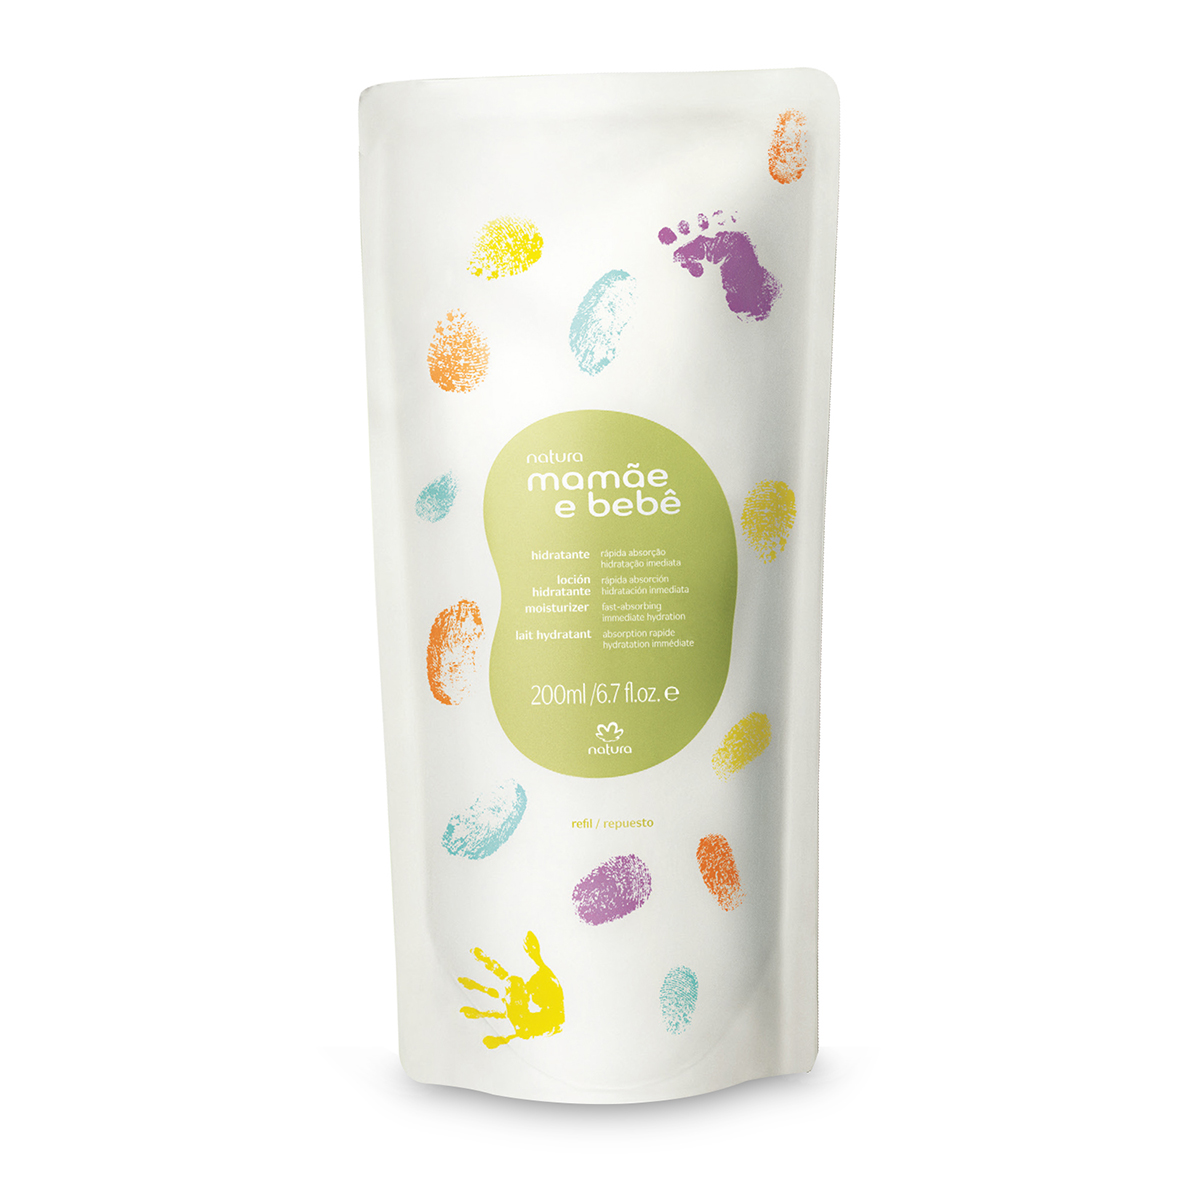 natura
mamãe
e bebê
hidratante
rápida absorção
hidratação imediata
loción
hidratante
rápida absorción
hidratación inmediata
moisturizer
fast-absorbing
immediate hydration
lait hydratant
absorption rapide
hydratation immédiate
200ml /6.7 fl.oz. ℮
natura
refil / repuesto